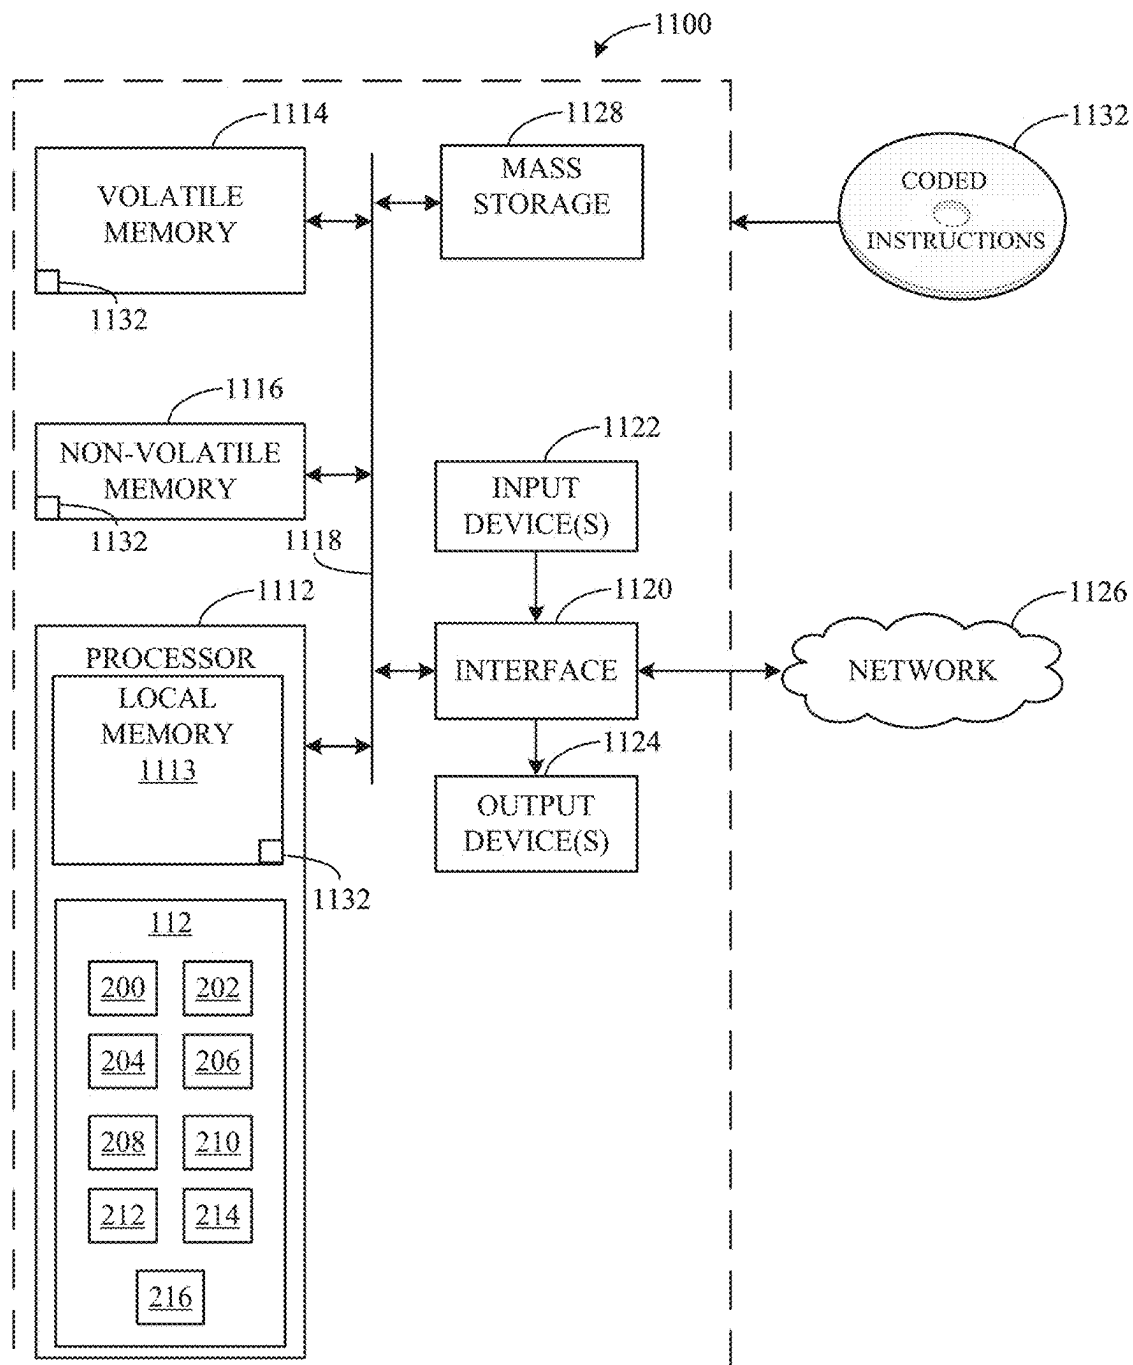 1100
1114
VOLATILE
MEMORY
1132
1128
MASS
STORAGE
1132
CODED
INSTRUCTIONS
1116
NON-VOLATILE
MEMORY
1132
1118
1122
INPUT
DEVICE(S)
1112
PROCESSOR
LOCAL
MEMORY
1113
1132
1120
INTERFACE
1126
NETWORK
1124
OUTPUT
DEVICE(S)
112
200
202
204
206
208
210
212
214
216